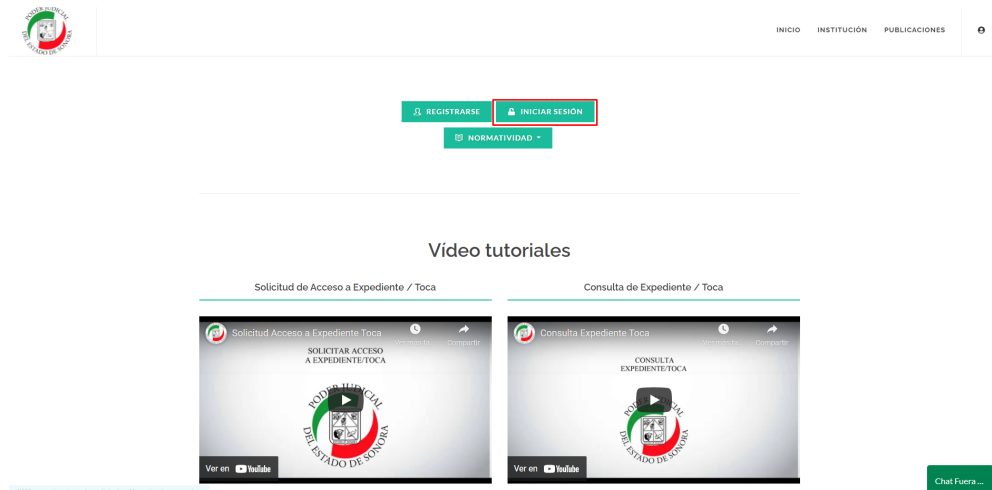 PODER JUDICIAL
DEL ESTADO DE SONORA
INICIO INSTITUCIÓN PUBLICACIONES
REGISTRARSE INICIAR SESIÓN
NORMATIVIDAD
Vídeo tutoriales
Solicitud de Acceso a Expediente / Toca
Consulta de Expediente / Toca
Solicitud Acceso a Expediente Toca
Compartir
SOLICITAR ACCESO
A EXPEDIENTE/TOCA
PODER JUDICIAL
DEL ESTADO DE SONORA
Ver en YouTube
Consulta Expediente Toca
Compartir
CONSULTA
EXPEDIENTE/TOCA
PODER JUDICIAL
DEL ESTADO DE SONORA
Ver en YouTube
Chat Fuera ...